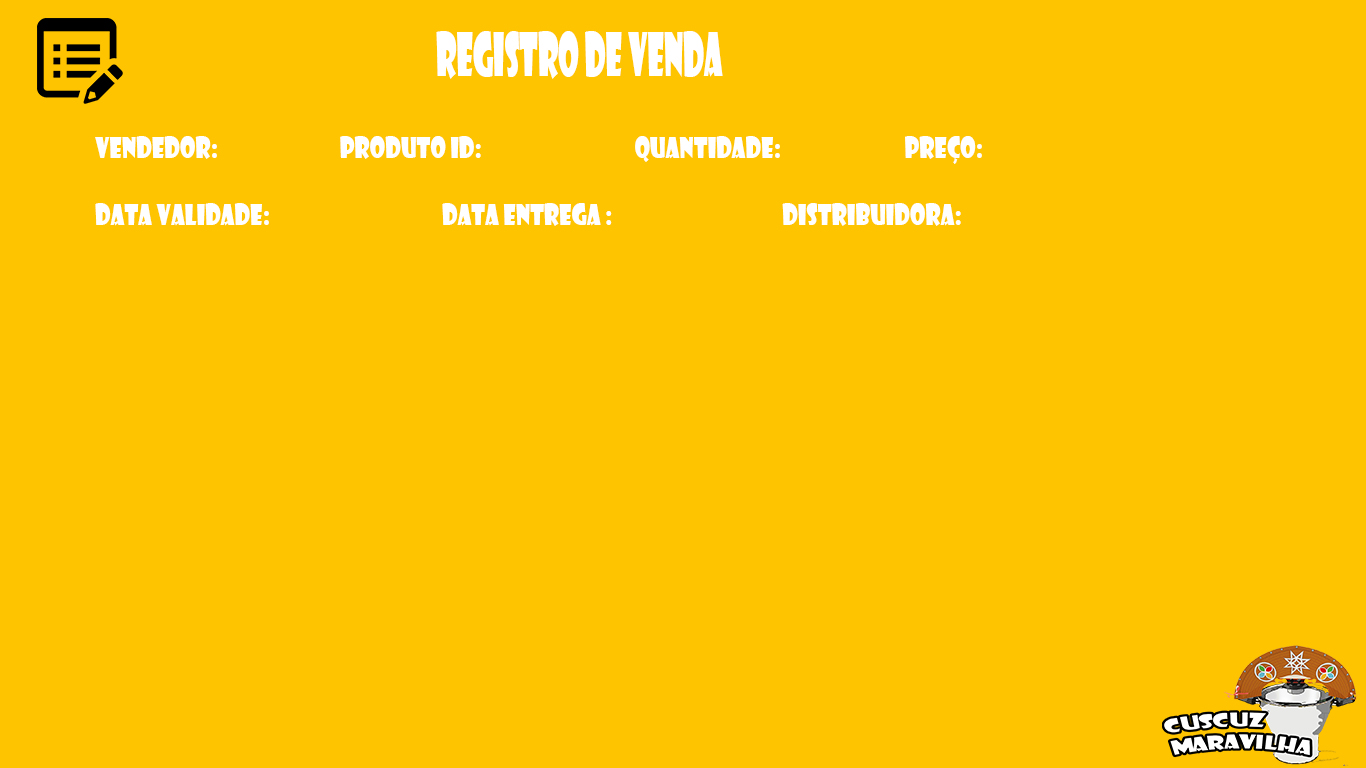 REGISTRO DE VENDA
VENDEDOR: PRODUTO ID: QUANTIDADE: PREÇO:
DATA VALIDADE: DATA ENTREGA : DISTRIBUIDORA:
CUSCUZ
MARAVILHA